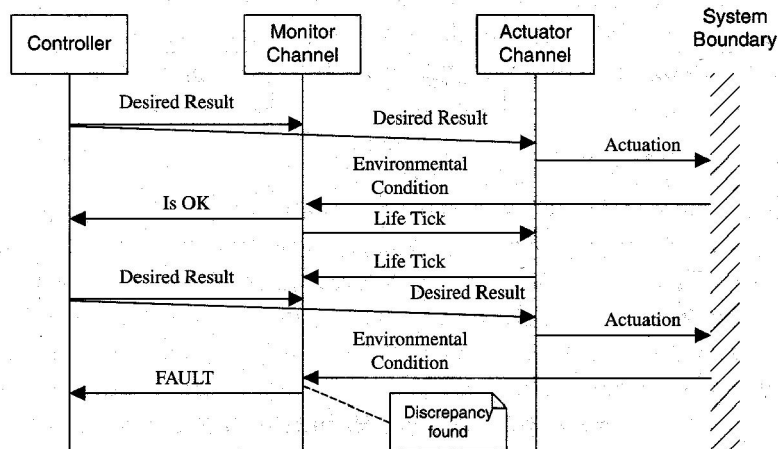 Controller
Monitor
Channel
Actuator
Channel
System
Boundary
Desired Result
Desired Result
Actuation
Environmental
Condition
Is OK
Life Tick
Life Tick
Desired Result
Desired Result
Actuation
Environmental
Condition
FAULT
Discrepancy
found